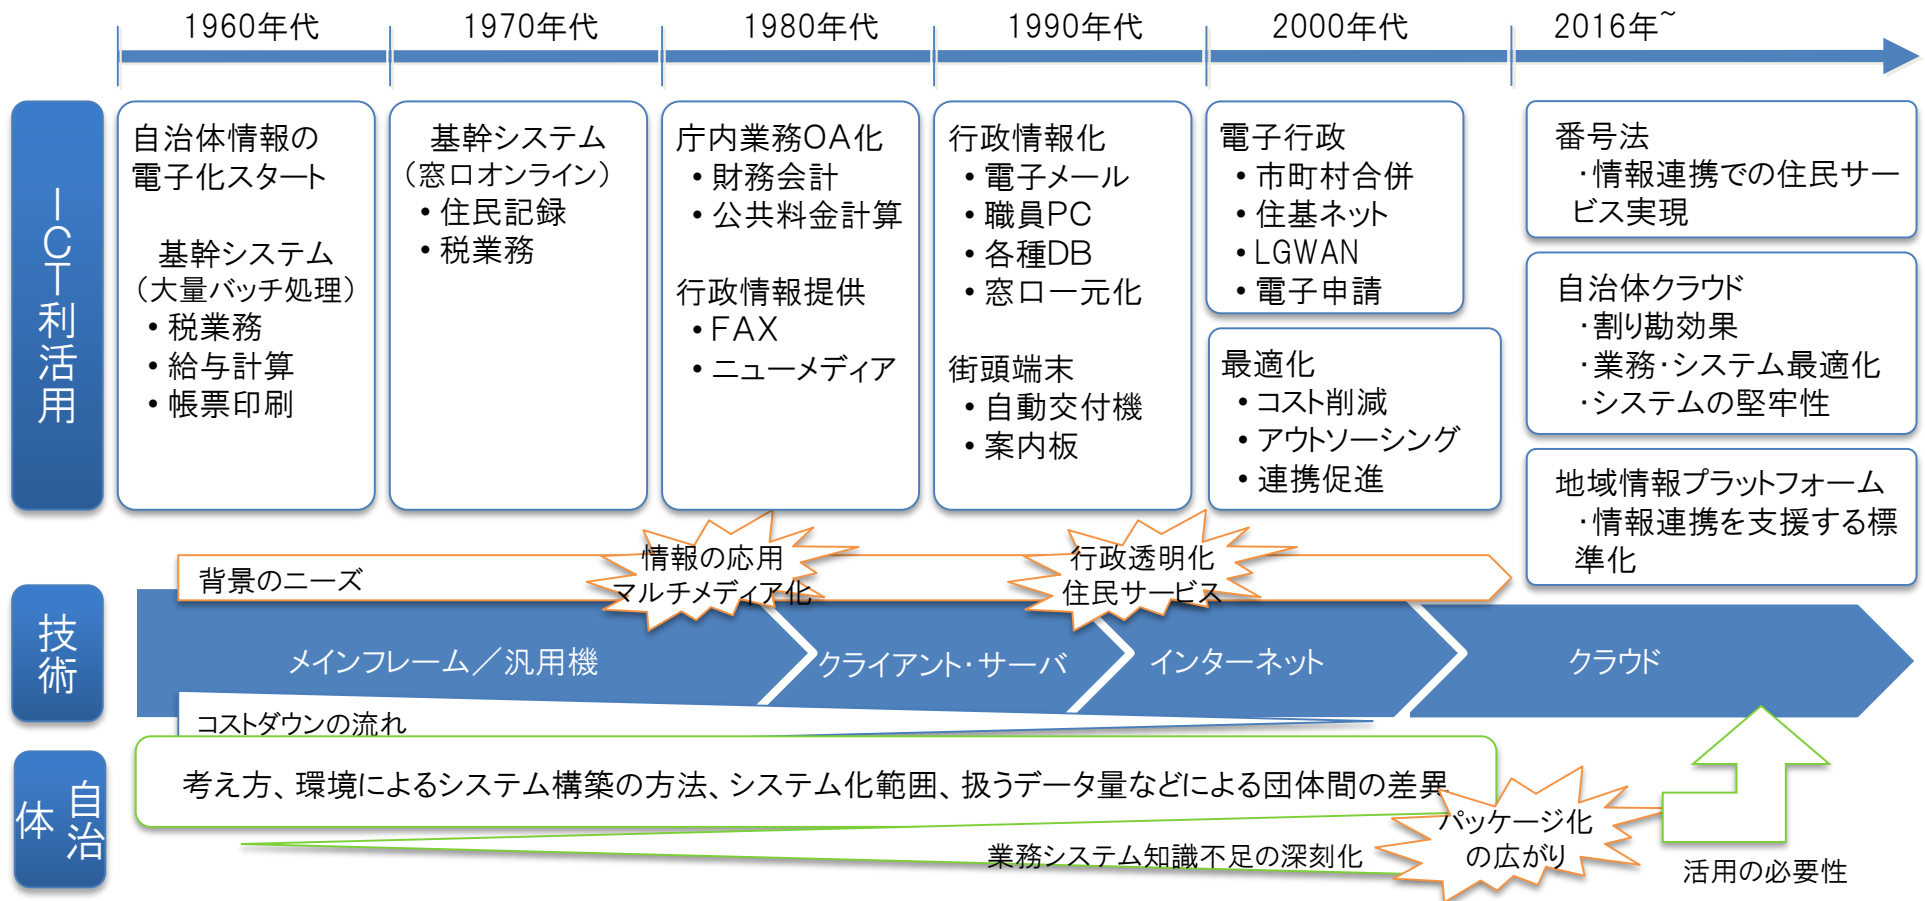 1960年代
1970年代
1980年代
1990年代
2000年代
2016年~
ICT利活用
自治体情報の
電子化スタート
基幹システム
（大量バッチ処理）
• 税業務
• 給与計算
• 帳票印刷
基幹システム
（窓口オンライン）
• 住民記録
• 税業務
庁内業務OA化
• 財務会計
• 公共料金計算
行政情報提供
• FAX
• ニューメディア
行政情報化
• 電子メール
• 職員PC
• 各種DB
• 窓口一元化
街頭端末
• 自動交付機
• 案内板
電子行政
• 市町村合併
• 住基ネット
• LGWAN
• 電子申請
最適化
• コスト削減
• アウトソーシング
• 連携促進
番号法
・情報連携での住民サー
ビス実現
自治体クラウド
・割り勘効果
・業務・システム最適化
・システムの堅牢性
地域情報プラットフォーム
・情報連携を支援する標
準化
背景のニーズ
情報の応用
マルチメディア化
行政透明化
住民サービス
技術
メインフレーム／汎用機
クライアント・サーバ
インターネット
クラウド
コストダウンの流れ
自治体
考え方、環境によるシステム構築の方法、システム化範囲、扱うデータ量などによる団体間の差異
業務システム知識不足の深刻化
パッケージ化
の広がり
活用の必要性